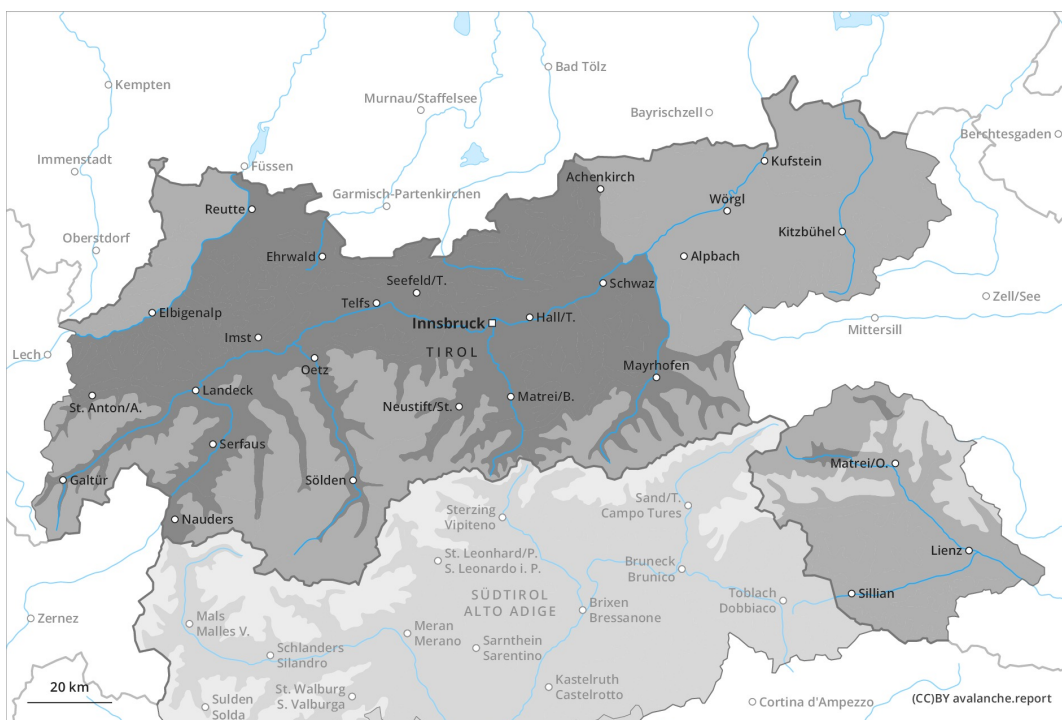 Kempten
Bad Tölz
Murnau/Staffelsee
Bayrischzell
Berchtesgaden
Immenstadt
Füssen
Kufstein
Achenkirch
Garmisch-Partenkirchen
Wörgl
Reutte
Kitzbühel
Oberstdorf
Ehrwald
Alpbach
Seefeld/T.
Schwaz
Zell/See
Telfs
Elbigenalp
Innsbruck
Hall/T.
Mittersill
Imst
TIROL
Lech
Oetz
Mayrhofen
Landeck
St. Anton/A.
Neustift/St.
Matrei/B.
Serfaus
Matrei/O.
Galtür
Sölden
Sand/T.
Campo Tures
Nauders
Sterzing
Vipiteno
Lienz
St. Leonhard/P.
S. Leonardo i. P.
Bruneck
Brunico
SÜDTIROL
ALTO ADIGE
Toblach
Dobbiaco
Sillian
Brixen
Bressanone
Zernez
Mals
Malles V.
Meran
Merano
Sarnthein
Sarentino
Schlanders
Silandro
Kastelruth
Castelrotto
20 km
St. Walburg
S. Valburga
Sulden
Solda
Cortina d'Ampezzo
(CC)BY avalanche.report